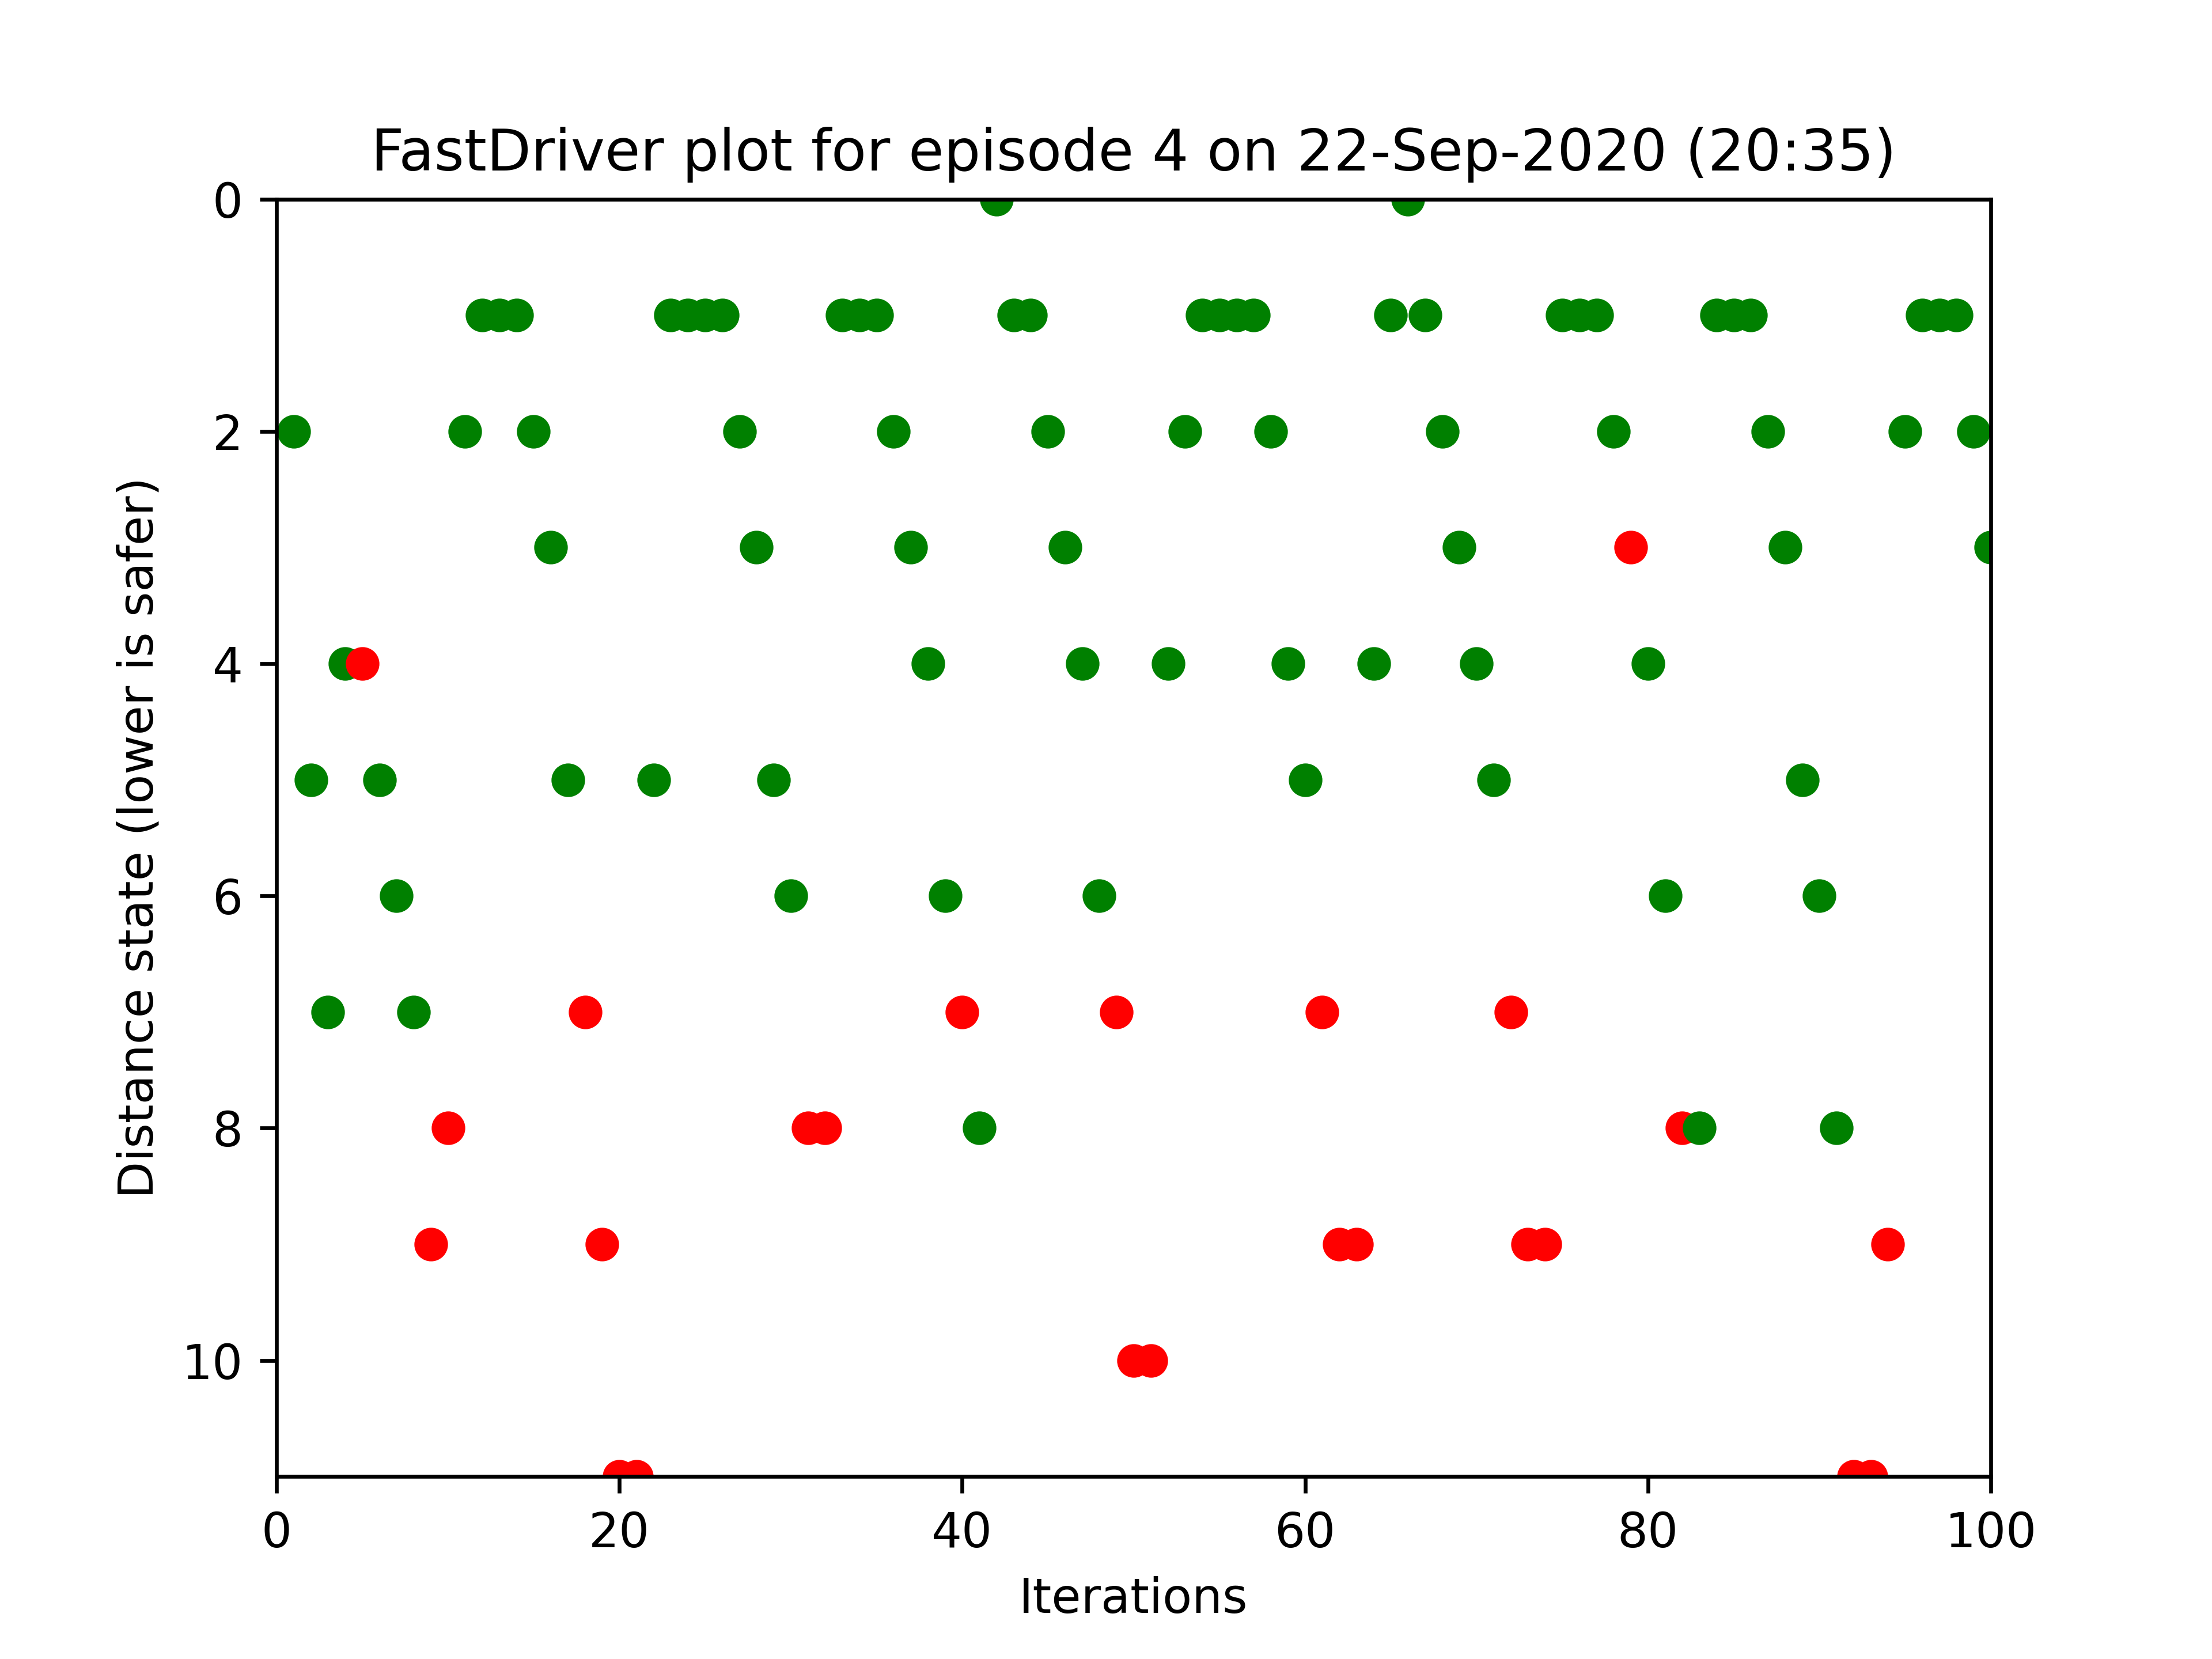 FastDriver plot for episode 4 on 22-Sep-2020 (20:35)
0
2
4
6
8
10
Distance state (lower is safer)
0 20 40 60 80 100
Iterations